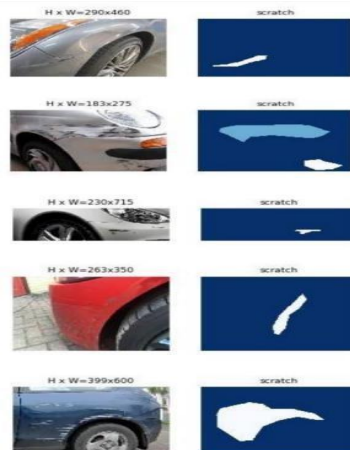 H x W=290x460
scratch
H x W=183x275
scratch
H x W=230x715
scratch
H x W=263x350
scratch
H x W=399x600
scratch